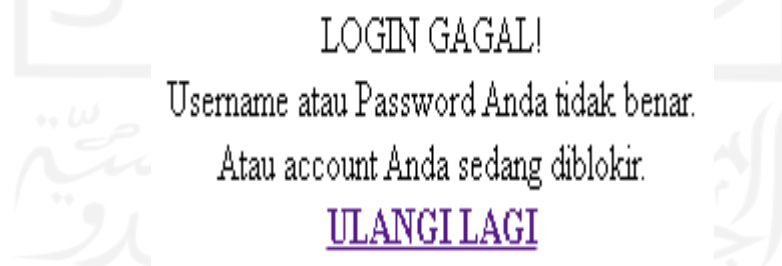 LOGIN GAGAL!
Username atau Password Anda tidak benar.
Atau account Anda sedang diblokir.
ULANGI LAGI